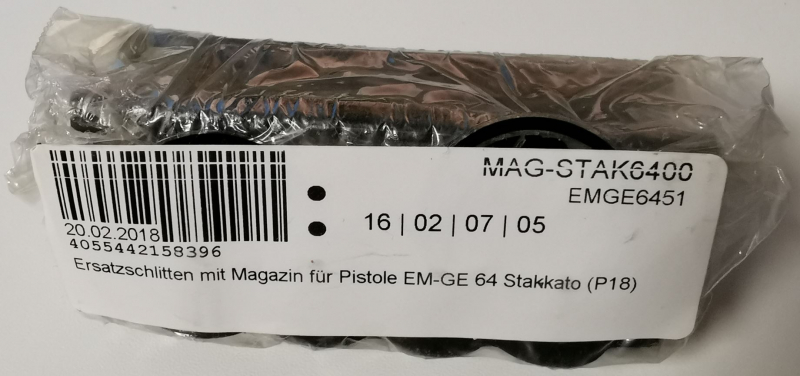 MAG-STAK6400
EMGE6451
16 | 02 | 07 | 05
20.02.2018
4055442158396
Ersatzschlitten mit Magazin für Pistole EM-GE 64 Stakkato (P18)